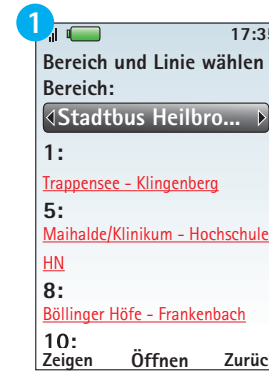 1
17:35
Bereich und Linie wählen
Bereich:
Stadtbus Heilbro...
1:
Trappensee - Klingenberg
5:
Maihalde/Klinikum - Hochschule
HN
8:
Böllinger Höfe - Frankenbach
10:
Zeigen Öffnen Zurüc